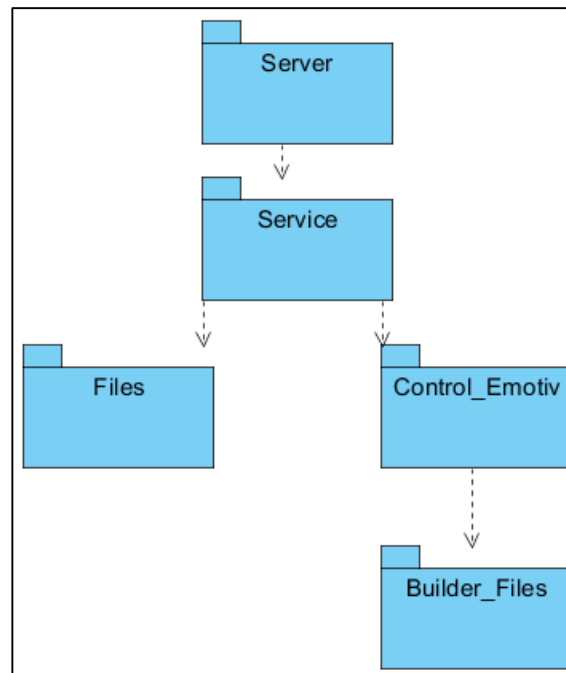 Server
Service
Files
Control_Emotiv
Builder_Files